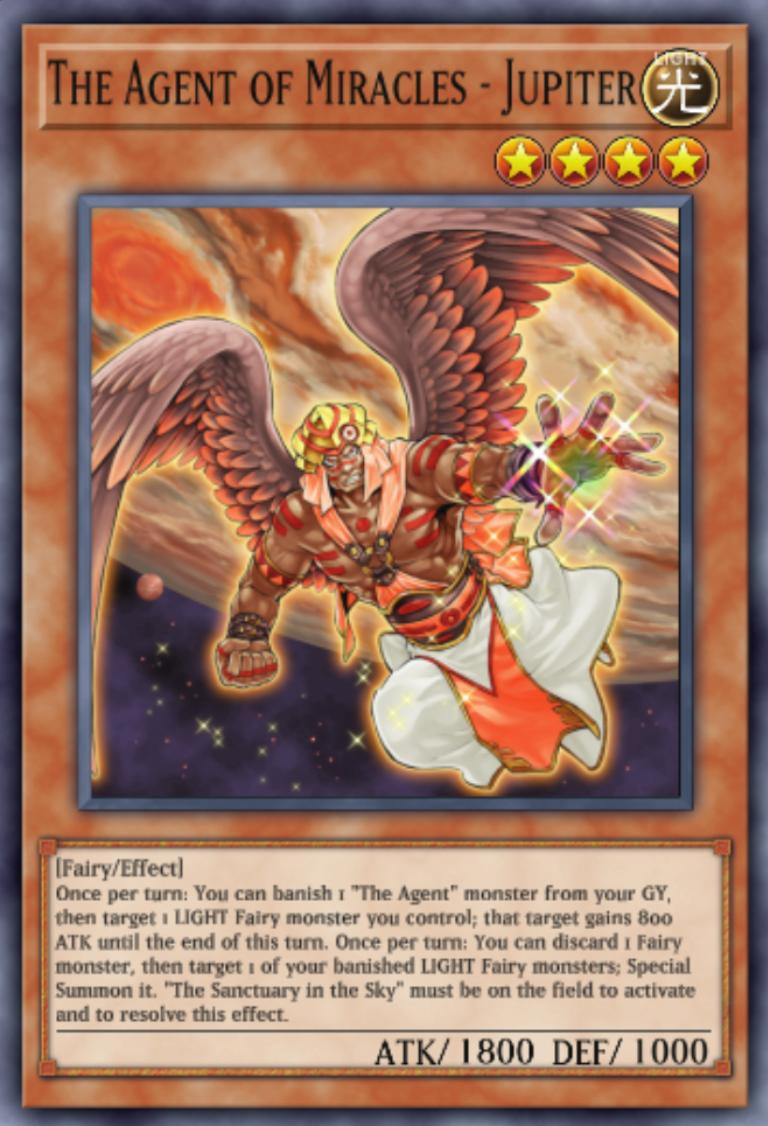 The Agent of Miracles - Jupiter
LIGHT
光
[Fairy/Effect]
Once per turn: You can banish 1 "The Agent" monster from your GY,
then target 1 LIGHT Fairy monster you control; that target gains 800
ATK until the end of this turn. Once per turn: You can discard 1 Fairy
monster, then target 1 of your banished LIGHT Fairy monsters; Special
Summon it. "The Sanctuary in the Sky" must be on the field to activate
and to resolve this effect.
ATK/ 1800 DEF/ 1000